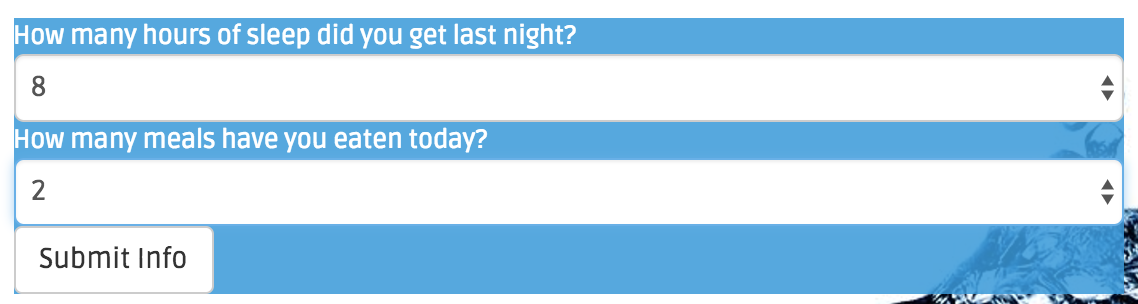 How many hours of sleep did you get last night?
8
How many meals have you eaten today?
2
Submit Info